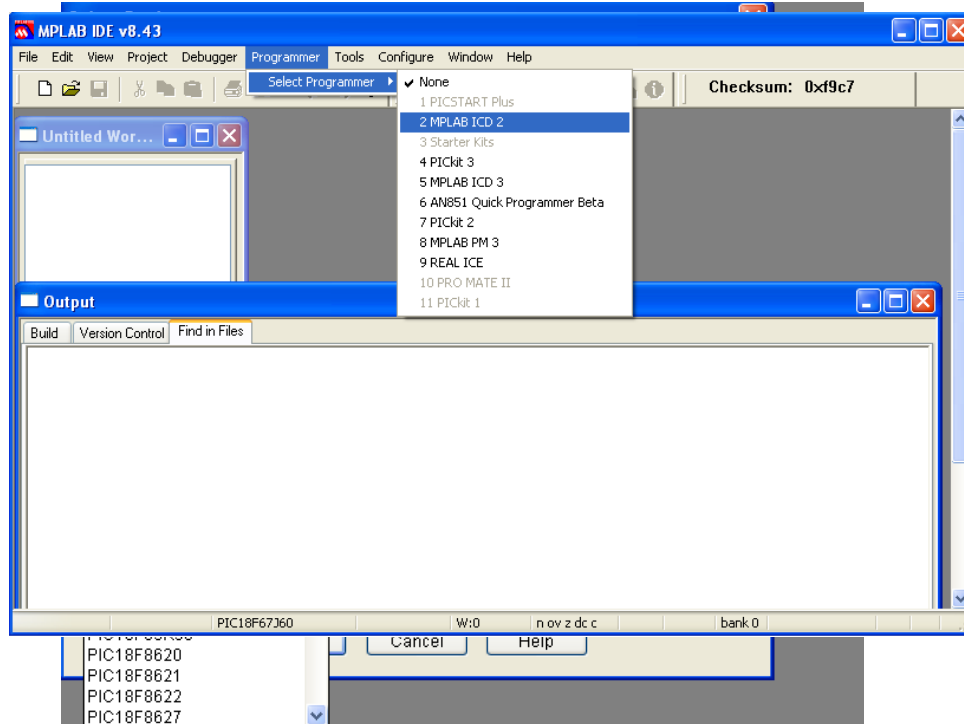 MPLAB IDE v8.43
File Edit View Project Debugger Programmer Tools Configure Window Help
Select Programmer
None
Checksum: 0xf9c7
1 PICSTART Plus
2 MPLAB ICD 2
Untitled Wor...
3 Starter Kits
4 PICkit 3
5 MPLAB ICD 3
6 AN851 Quick Programmer Beta
7 PICkit 2
8 MPLAB PM 3
9 REAL ICE
10 PRO MATE II
11 PICkit 1
Output
Build Version Control Find in Files
PIC18F67J60 W:0 n ov z dc c bank 0
Cancel Help
PIC18F8620
PIC18F8621
PIC18F8622
PIC18F8627